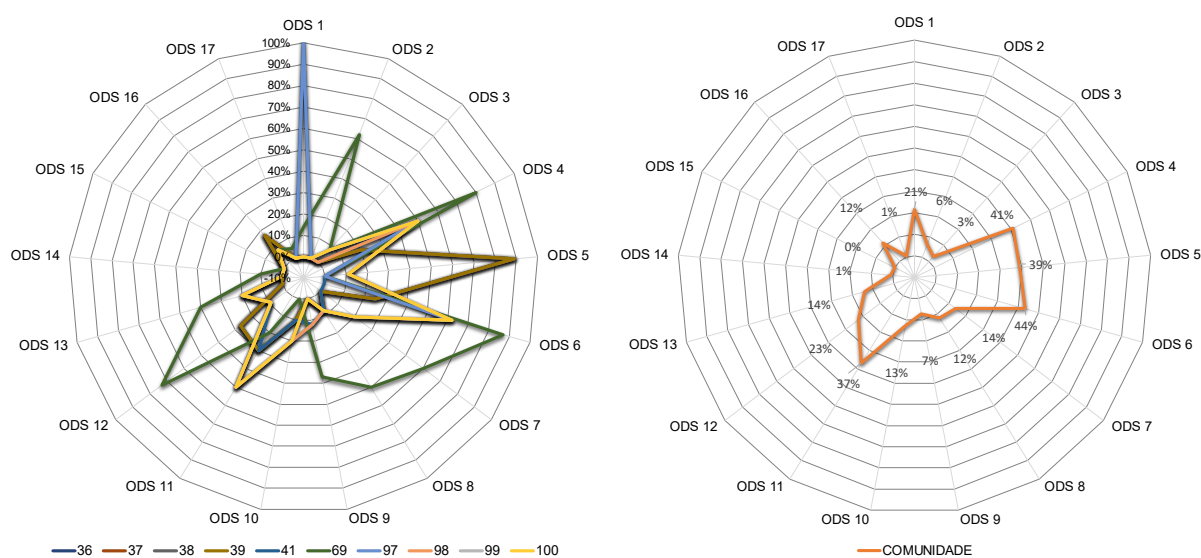 ODS 1
ODS 2
ODS 3
ODS 4
ODS 5
ODS 6
ODS 7
ODS 8
ODS 9
ODS 10
ODS 11
ODS 12
ODS 13
ODS 14
ODS 15
ODS 16
ODS 17
100%
90%
80%
70%
60%
50%
40%
30%
20%
10%
0%
-10%
36 37 38 39 41 69 97 98 99 100
ODS 1
ODS 2
ODS 3
ODS 4
ODS 5
ODS 6
ODS 7
ODS 8
ODS 9
ODS 10
ODS 11
ODS 12
ODS 13
ODS 14
ODS 15
ODS 16
ODS 17
21%
6%
3%
41%
39%
44%
14%
12%
7%
13%
37%
23%
14%
1%
0%
12%
1%
COMUNIDADE